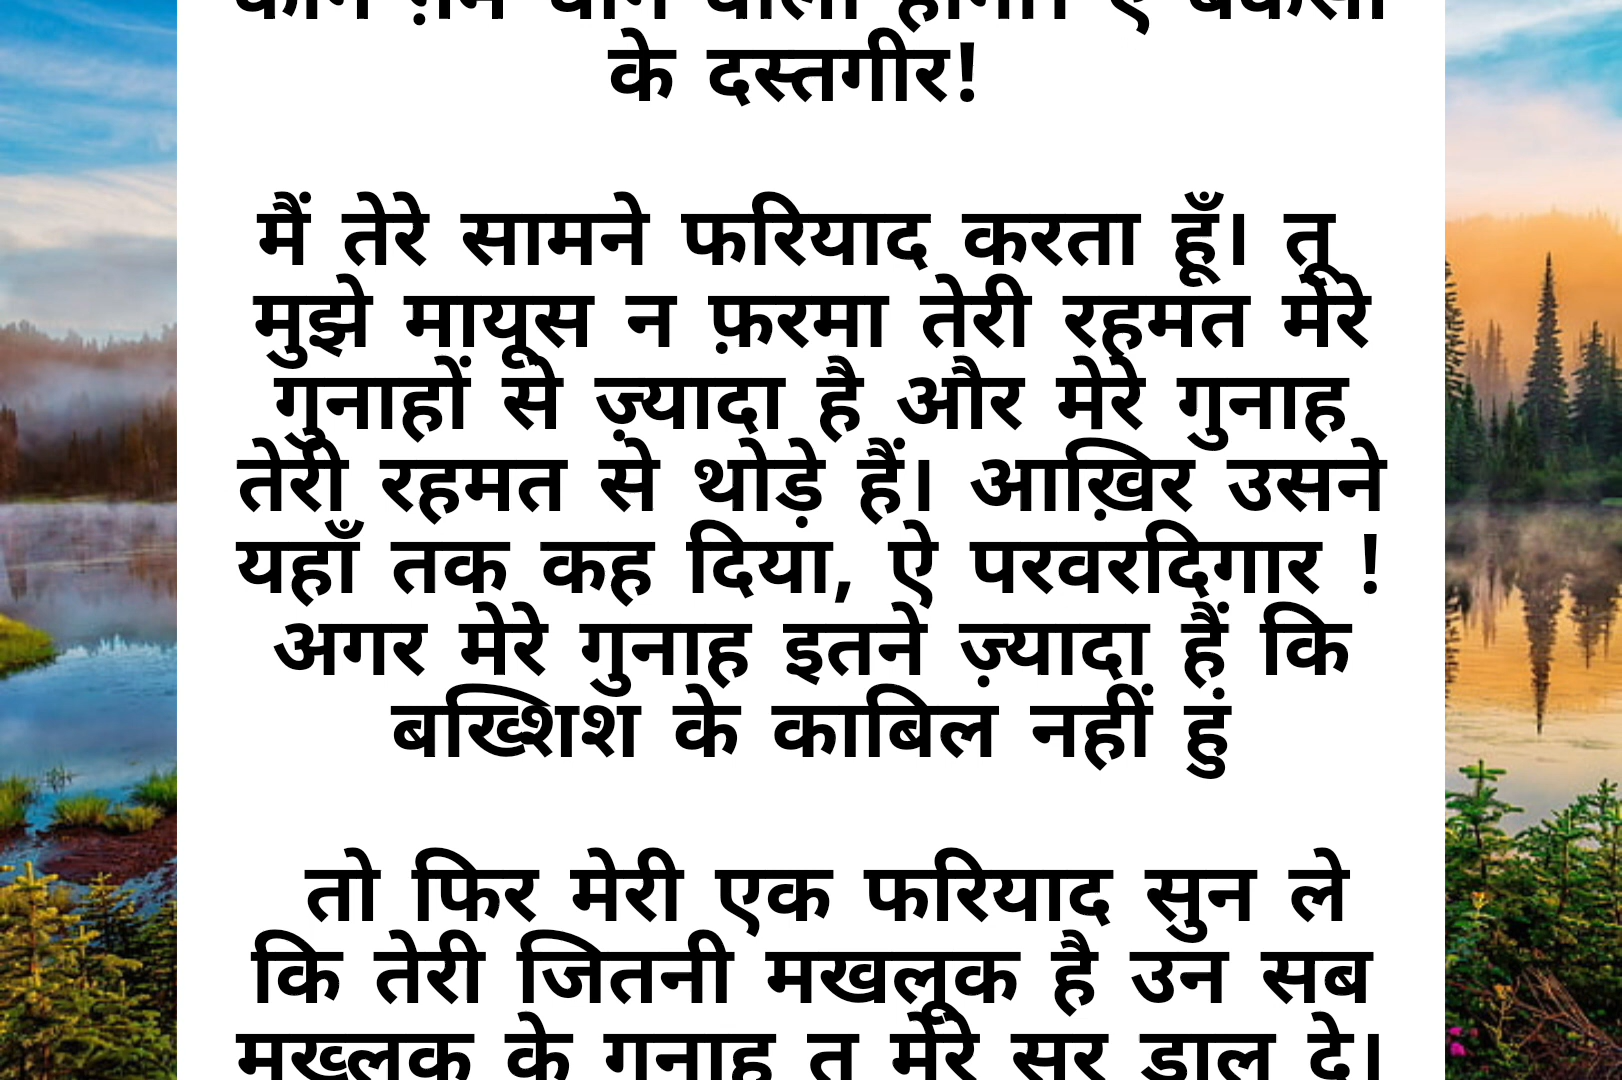 के दस्तगीर!
मैं तेरे सामने फरियाद करता हूँ। तू
मुझे मायूस न फ़रमा तेरी रहमत मेरे
गुनाहों से ज़्यादा है और मेरे गुनाह
तेरी रहमत से थोड़े हैं। आख़िर उसने
यहाँ तक कह दिया, ऐ परवरदिगार !
अगर मेरे गुनाह इतने ज़्यादा हैं कि
बख्शिश के काबिल नहीं हुं
तो फिर मेरी एक फरियाद सुन ले
कि तेरी जितनी मखलूक है उन सब
मख्लूक के गुनाह तू मेरे सर डाल दे।